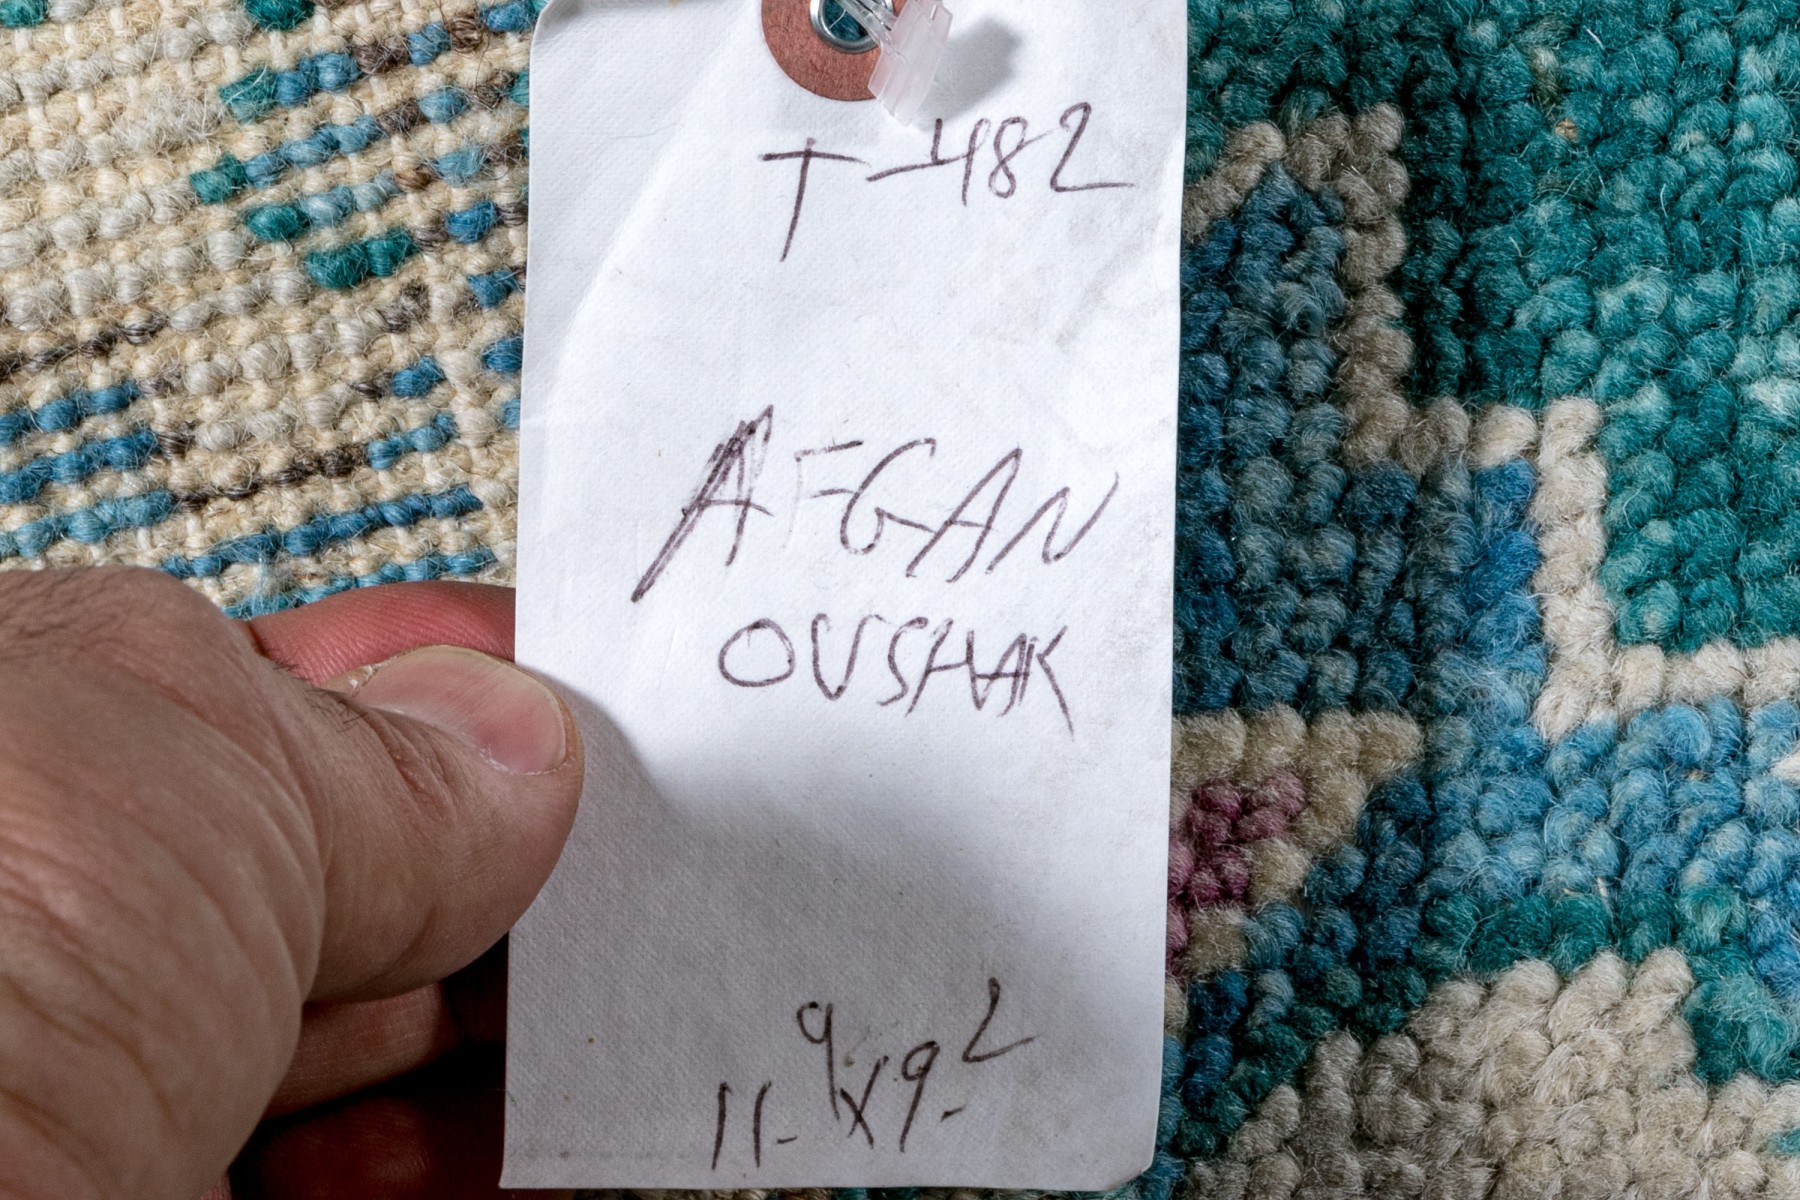 T-482
AFGAN
OUSHAK
11-9x9-2